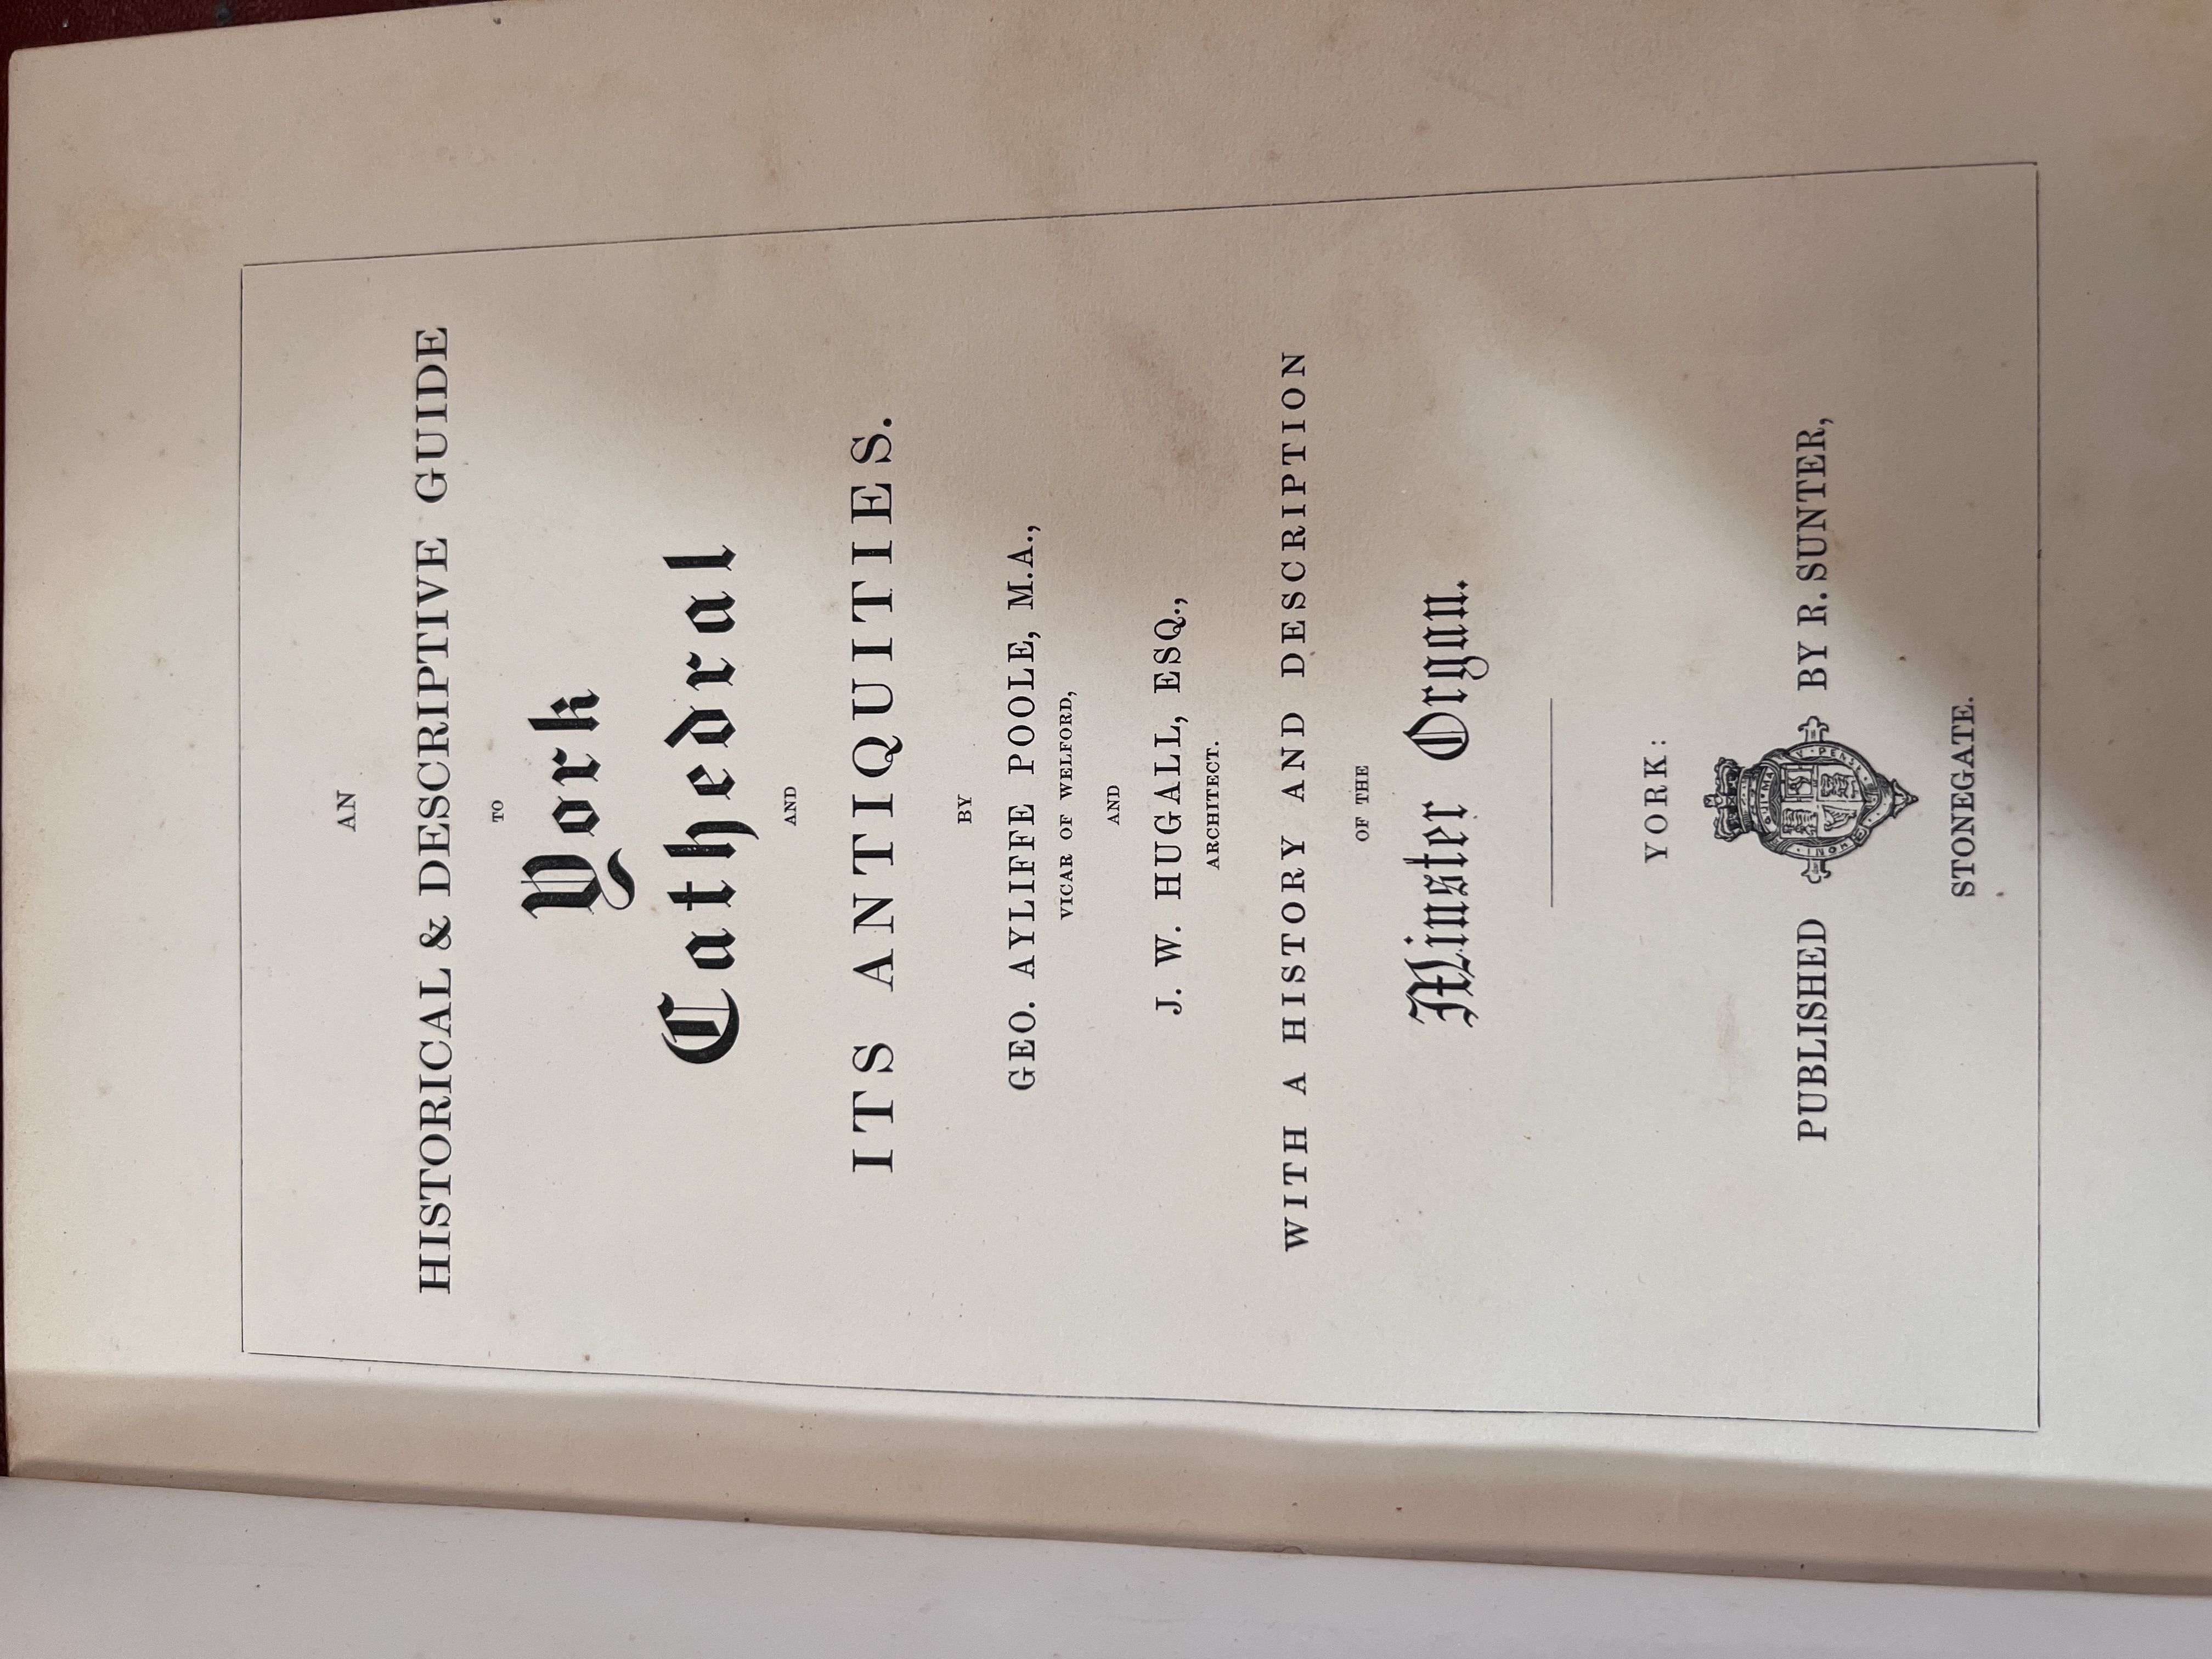 AN
HISTORICAL & DESCRIPTIVE GUIDE
TO
York
Cathedral
AND
ITS ANTIQUITIES.
BY
GEO. AYLIFFE POOLE, M.A.,
VICAR OF WELFORD,
AND
J. W. HUGALL, ESQ.,
ARCHITECT.
WITH A HISTORY AND DESCRIPTION
OF THE
Minster Organ.
YORK:
PUBLISHED BY R. SUNTER,
STONEGATE.